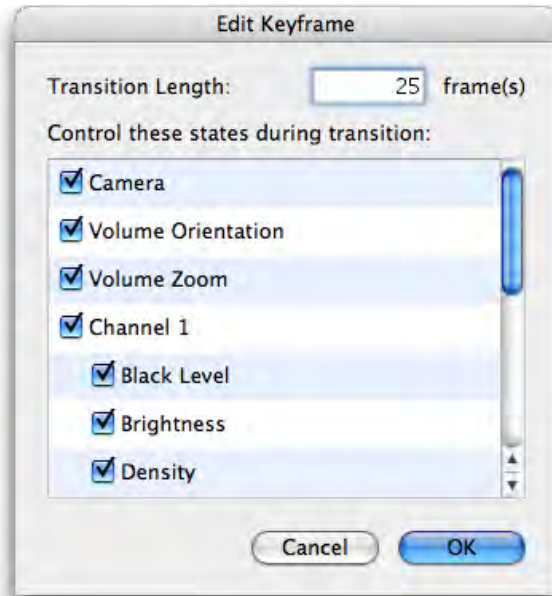 Edit Keyframe
Transition Length: 25 frame(s)
Control these states during transition:
Camera
Volume Orientation
Volume Zoom
Channel 1
Black Level
Brightness
Density
Cancel OK